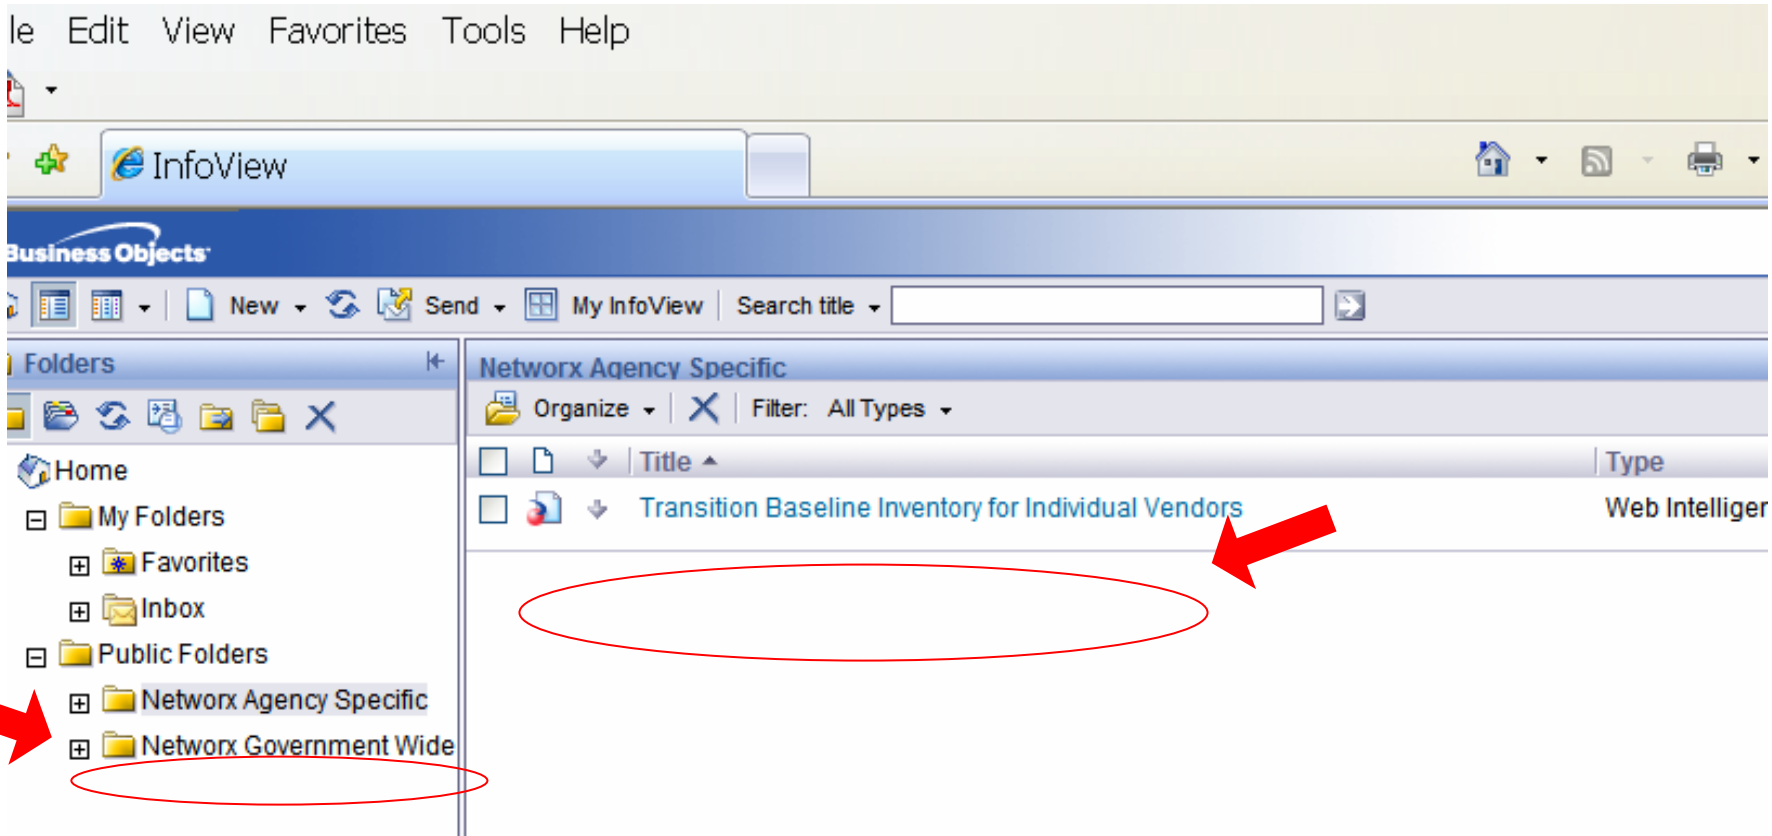 le Edit View Favorites Tools Help
InfoView
Business Objects
New Send My InfoView Search title
Folders
Networx Agency Specific
Organize Filter: All Types
Title Type
Home
Transition Baseline Inventory for Individual Vendors Web Intelliger
My Folders
Favorites
Inbox
Public Folders
Networx Agency Specific
Networx Government Wide